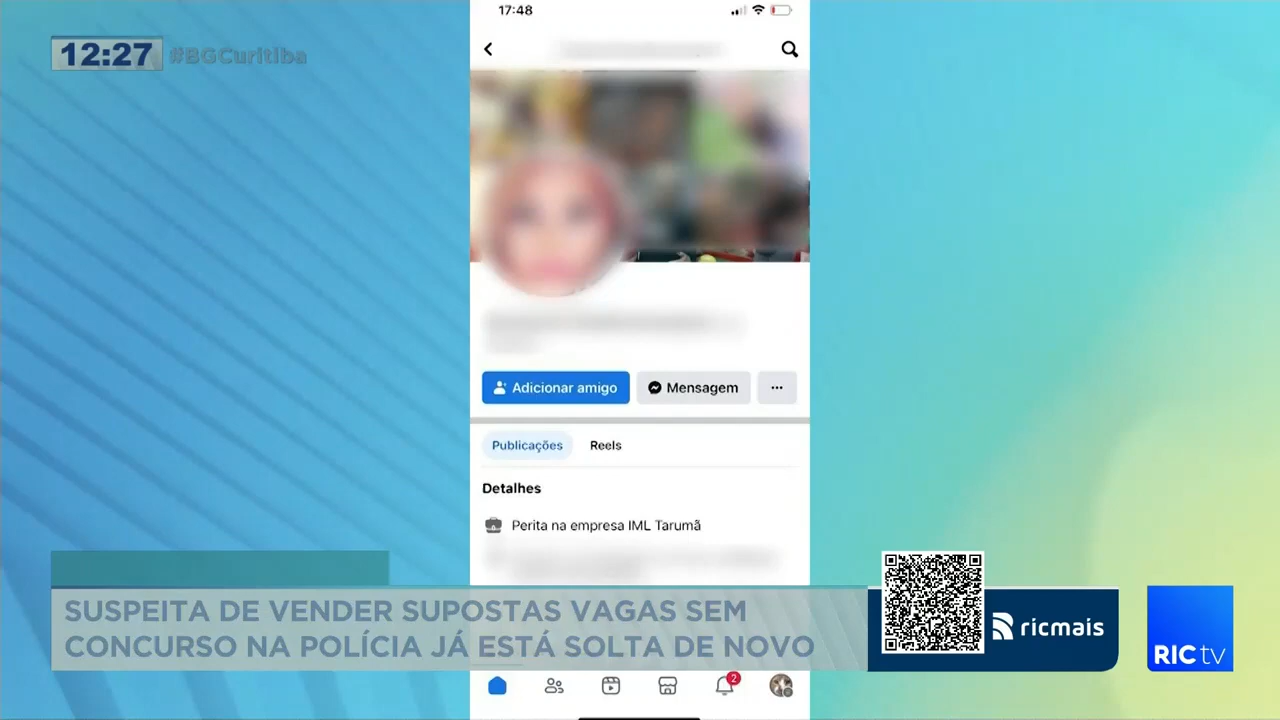 17:48
12:27 #BGCuritiba
Adicionar amigo
Mensagem
Publicações
Reels
Detalhes
Perita na empresa IML Tarumã
SUSPEITA DE VENDER SUPOSTAS VAGAS SEM
CONCURSO NA POLÍCIA JÁ ESTÁ SOLTA DE NOVO
ricmais
RIC tv
2